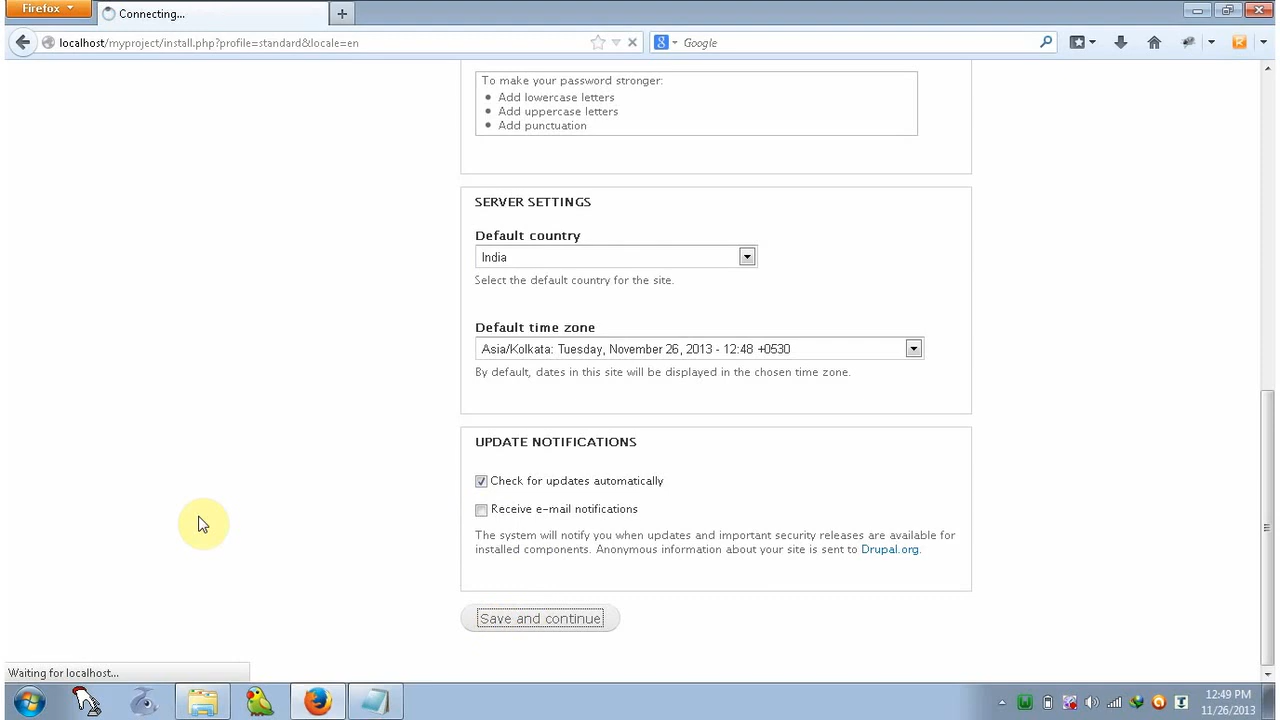 Firefox
Connecting...
localhost/myproject/install.php?profile=standard&locale=en
Google
To make your password stronger:
Add lowercase letters
Add uppercase letters
Add punctuation
SERVER SETTINGS
Default country
India
Select the default country for the site.
Default time zone
Asia/Kolkata: Tuesday, November 26, 2013 - 12:48 +0530
By default, dates in this site will be displayed in the chosen time zone.
UPDATE NOTIFICATIONS
Check for updates automatically
Receive e-mail notifications
The system will notify you when updates and important security releases are available for
installed components. Anonymous information about your site is sent to Drupal.org.
Save and continue
Waiting for localhost...
12:49 PM
11/26/2013